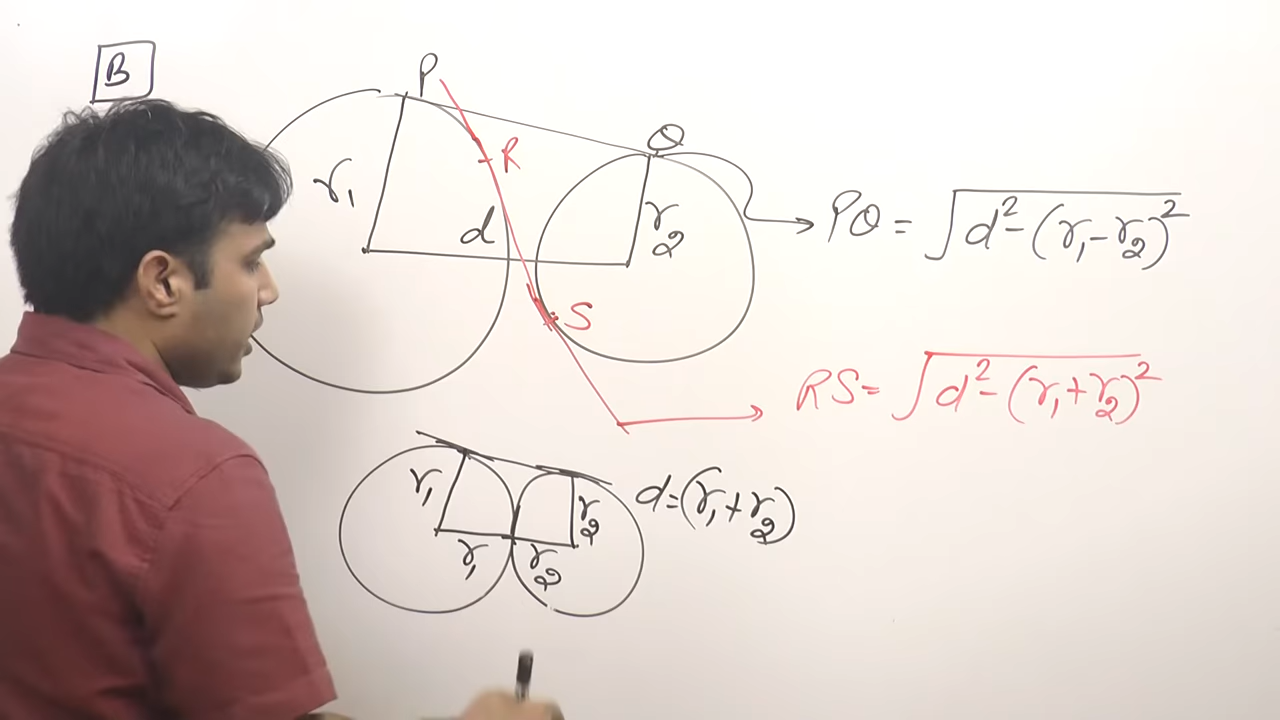 B
P
Q
R
r₁
d
r₂
PQ = √d²-(r₁-r₂)²
S
RS = √d²-(r₁+r₂)²
r₁
r₂
d=(r₁+r₂)
r₁
r₂